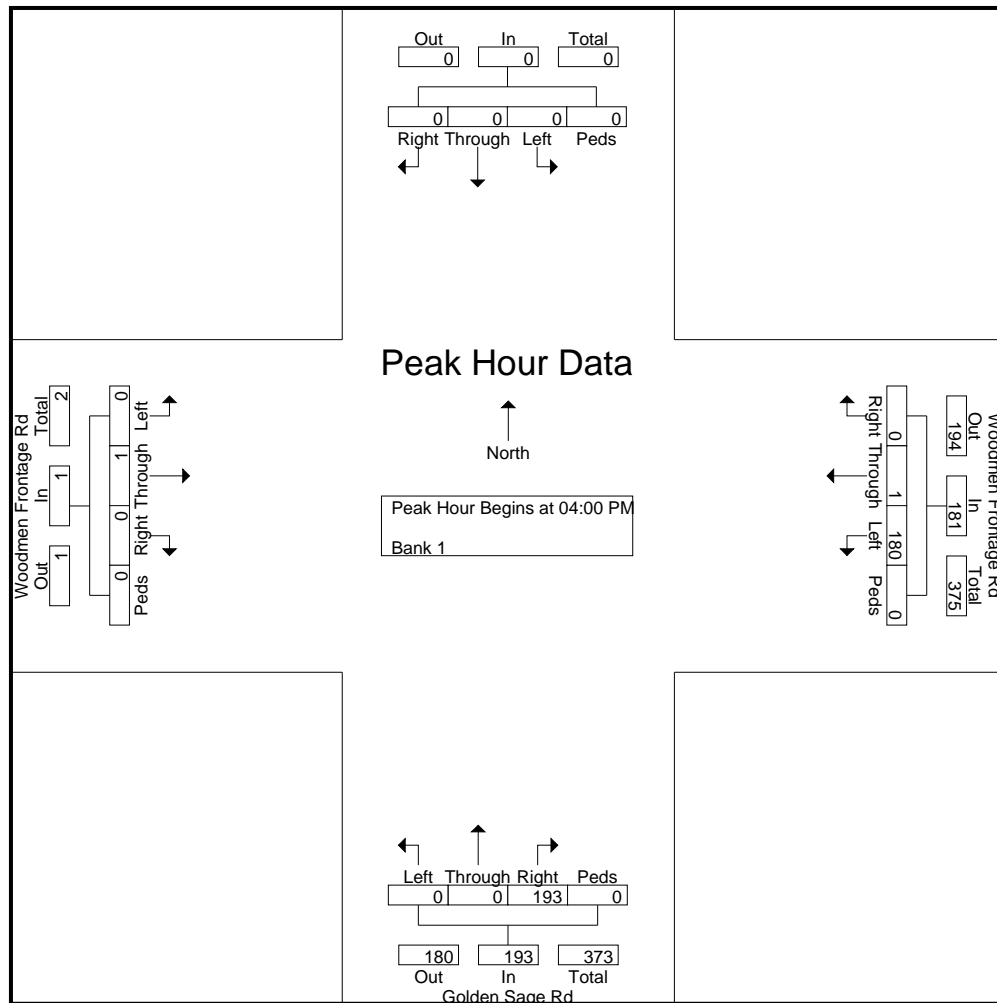 Out In Total
0 0 0
0 0 0 0
Right Through Left Peds
Peak Hour Data
North
Peak Hour Begins at 04:00 PM
Bank 1
Woodmen Frontage Rd
Total In Out
2 1 1
0 1 0 0
Left Through Right Peds
Right Through Left Peds
0 1 180 0
194 181 375
Out In Total
Woodmen Frontage Rd
Left Through Right Peds
0 0 193 0
180 193 373
Out In Total
Golden Sage Rd